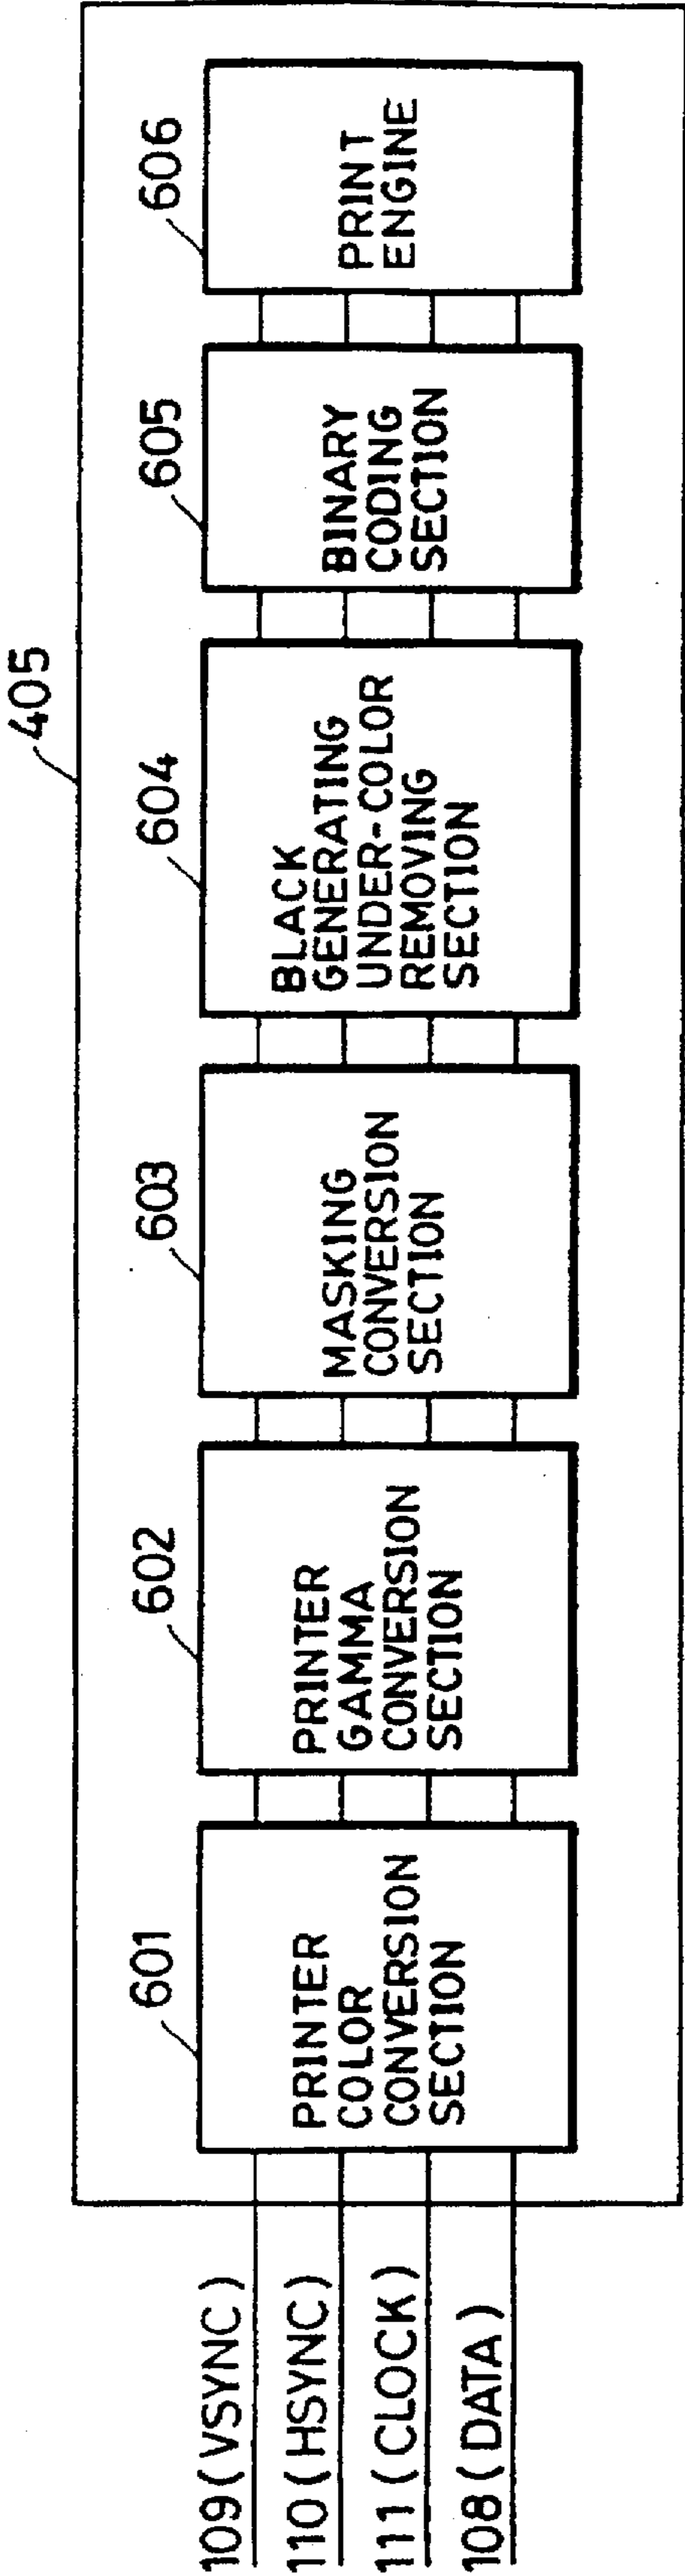 405
601
602
603
604
605
606
109 (VSYNC)
110 (HSYNC)
111 (CLOCK)
108 (DATA)
PRINTER
COLOR
CONVERSION
SECTION
PRINTER
GAMMA
CONVERSION
SECTION
MASKING
CONVERSION
SECTION
BLACK
GENERATING
UNDER-COLOR
REMOVING
SECTION
BINARY
CODING
SECTION
PRINT
ENGINE